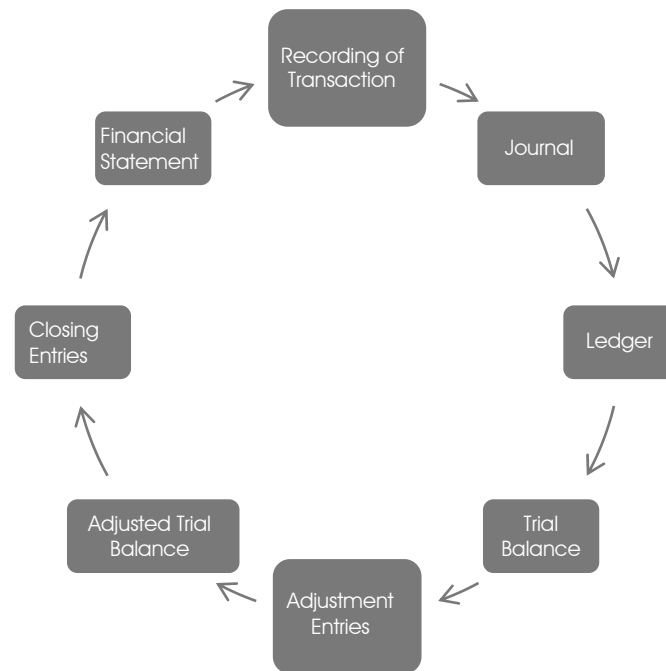 Recording of
Transaction
Journal
Ledger
Trial
Balance
Adjustment
Entries
Adjusted Trial
Balance
Closing
Entries
Financial
Statement